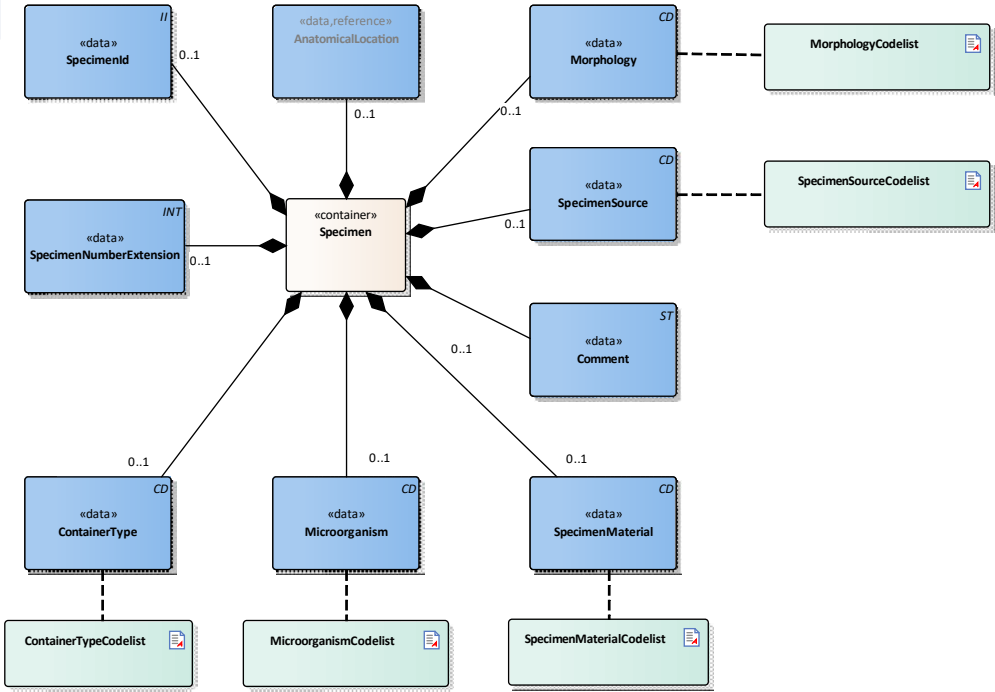 II
«data»
SpecimenId
0..1
«data,reference»
AnatomicalLocation
0..1
CD
«data»
Morphology
0..1
MorphologyCodelist
CD
«data»
SpecimenSource
0..1
SpecimenSourceCodelist
INT
«data»
SpecimenNumberExtension
0..1
«container»
Specimen
ST
«data»
Comment
0..1
0..1
0..1
0..1
CD
«data»
ContainerType
CD
«data»
Microorganism
CD
«data»
SpecimenMaterial
ContainerTypeCodelist
MicroorganismCodelist
SpecimenMaterialCodelist